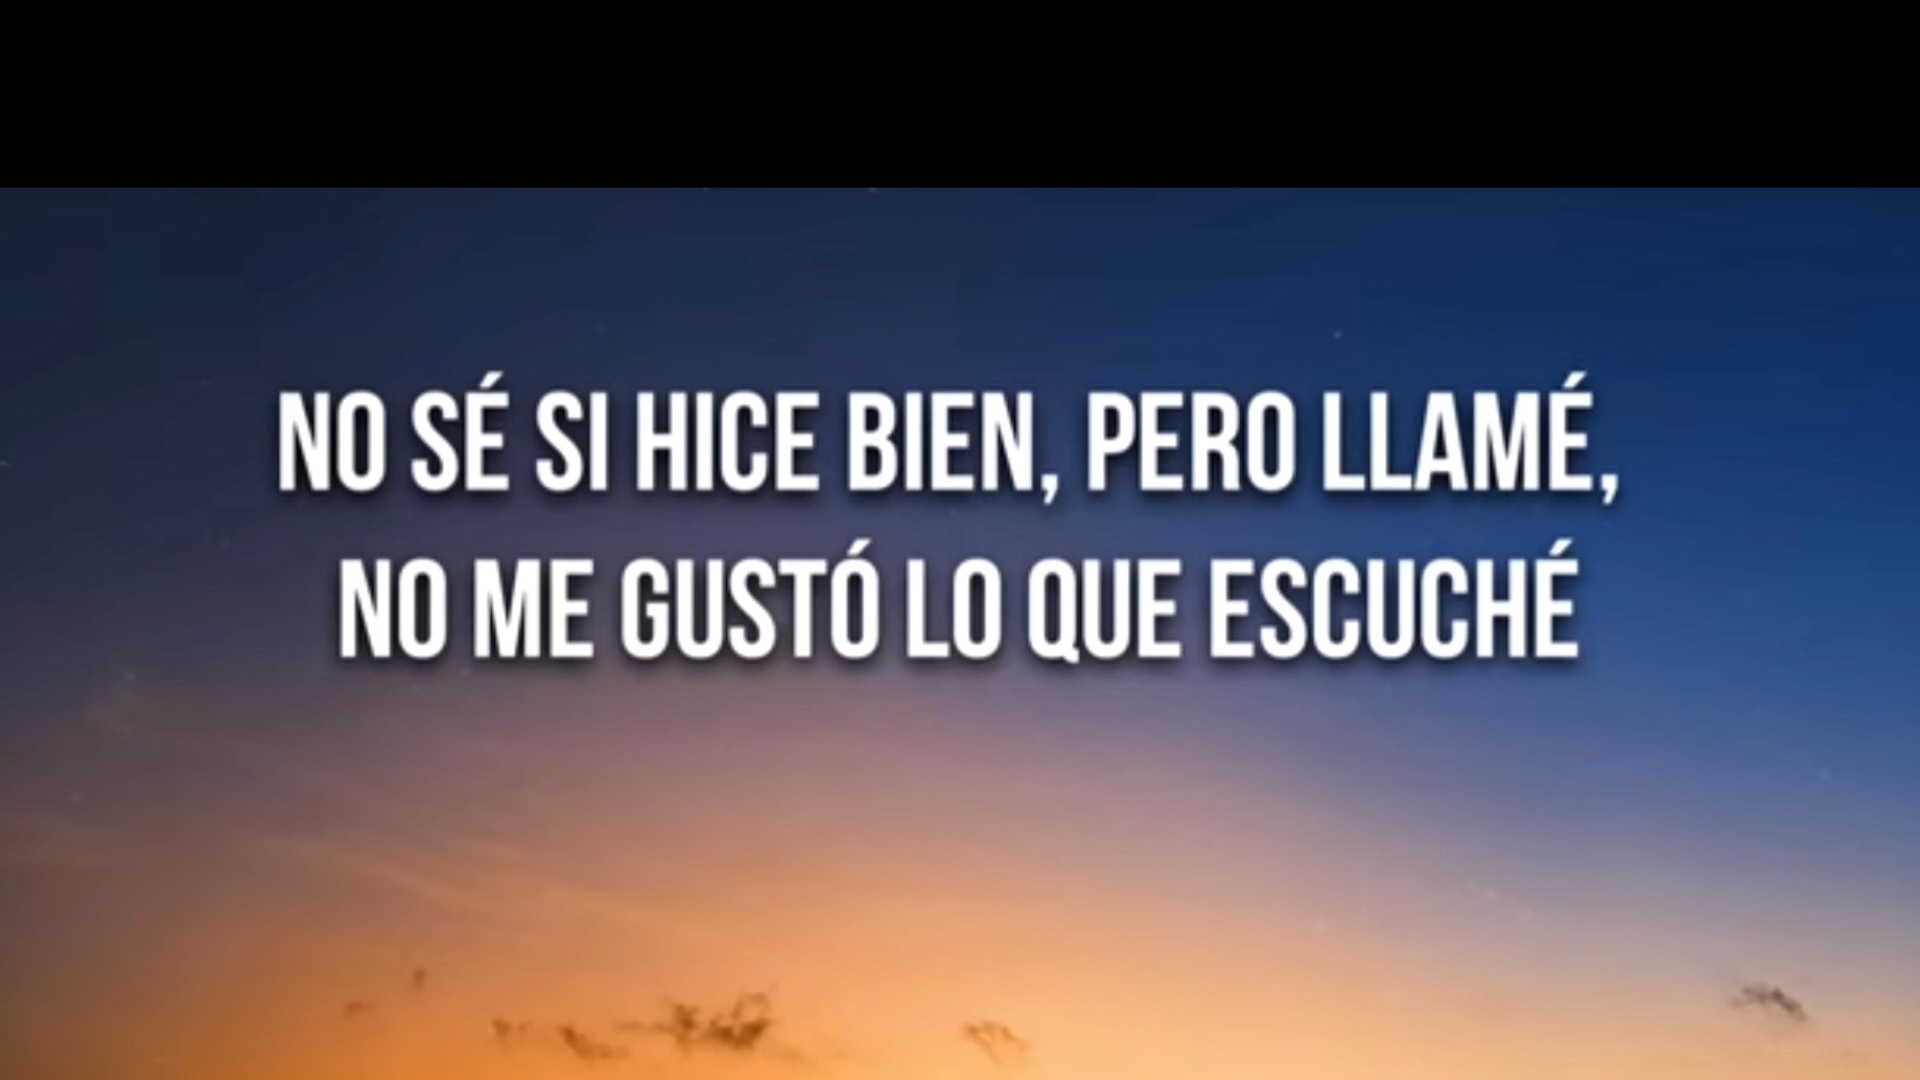 NO SÉ SI HICE BIEN, PERO LLAMÉ,
NO ME GUSTÓ LO QUE ESCUCHÉ